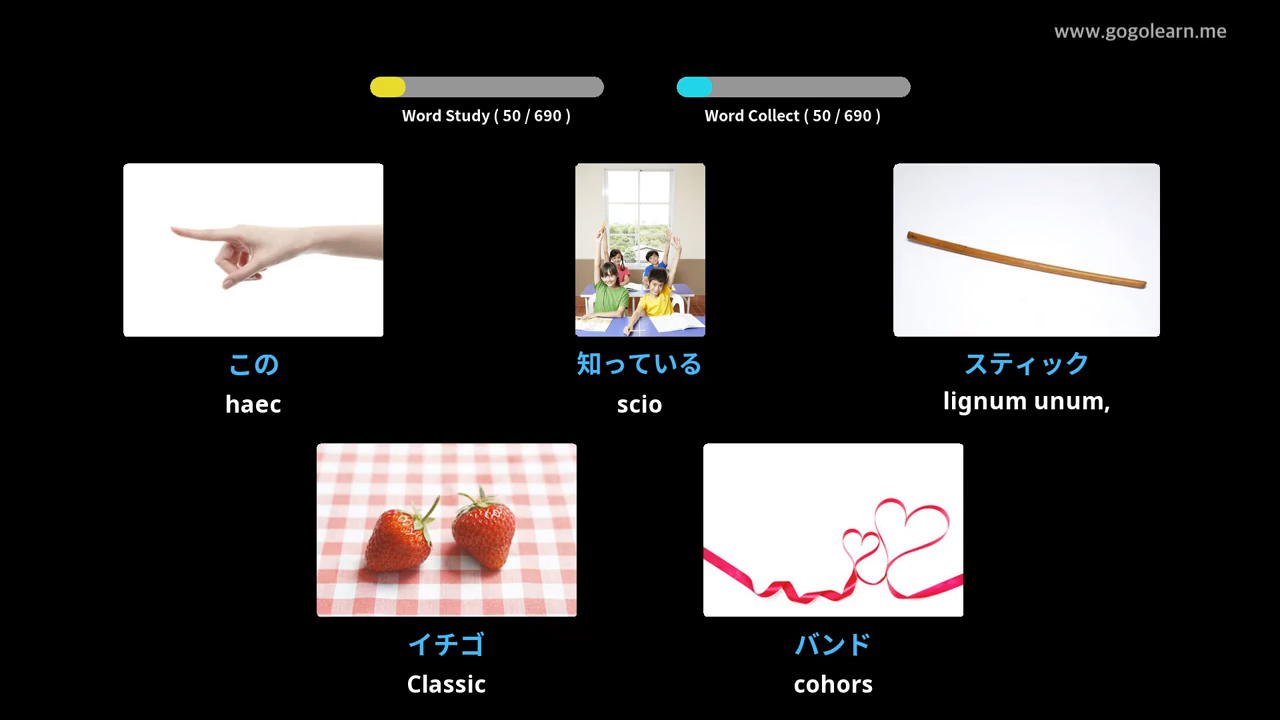 www.gogolearn.me
Word Study ( 50 / 690 )
Word Collect ( 50 / 690 )
この
haec
知っている
scio
スティック
lignum unum,
イチゴ
Classic
バンド
cohors